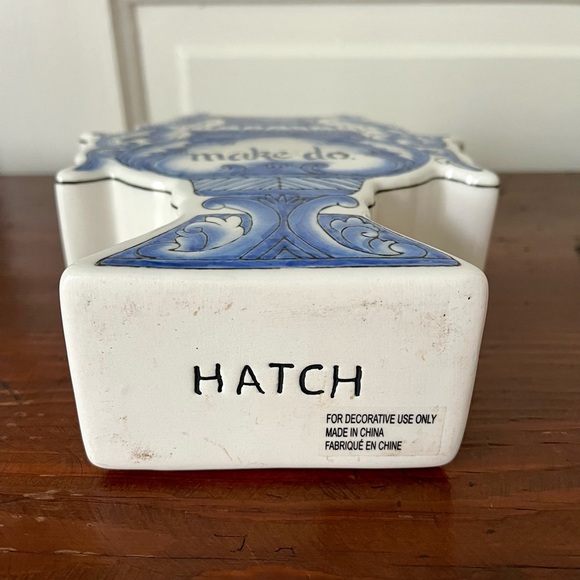 make do.
HATCH
FOR DECORATIVE USE ONLY
MADE IN CHINA
FABRIQUÉ EN CHINE